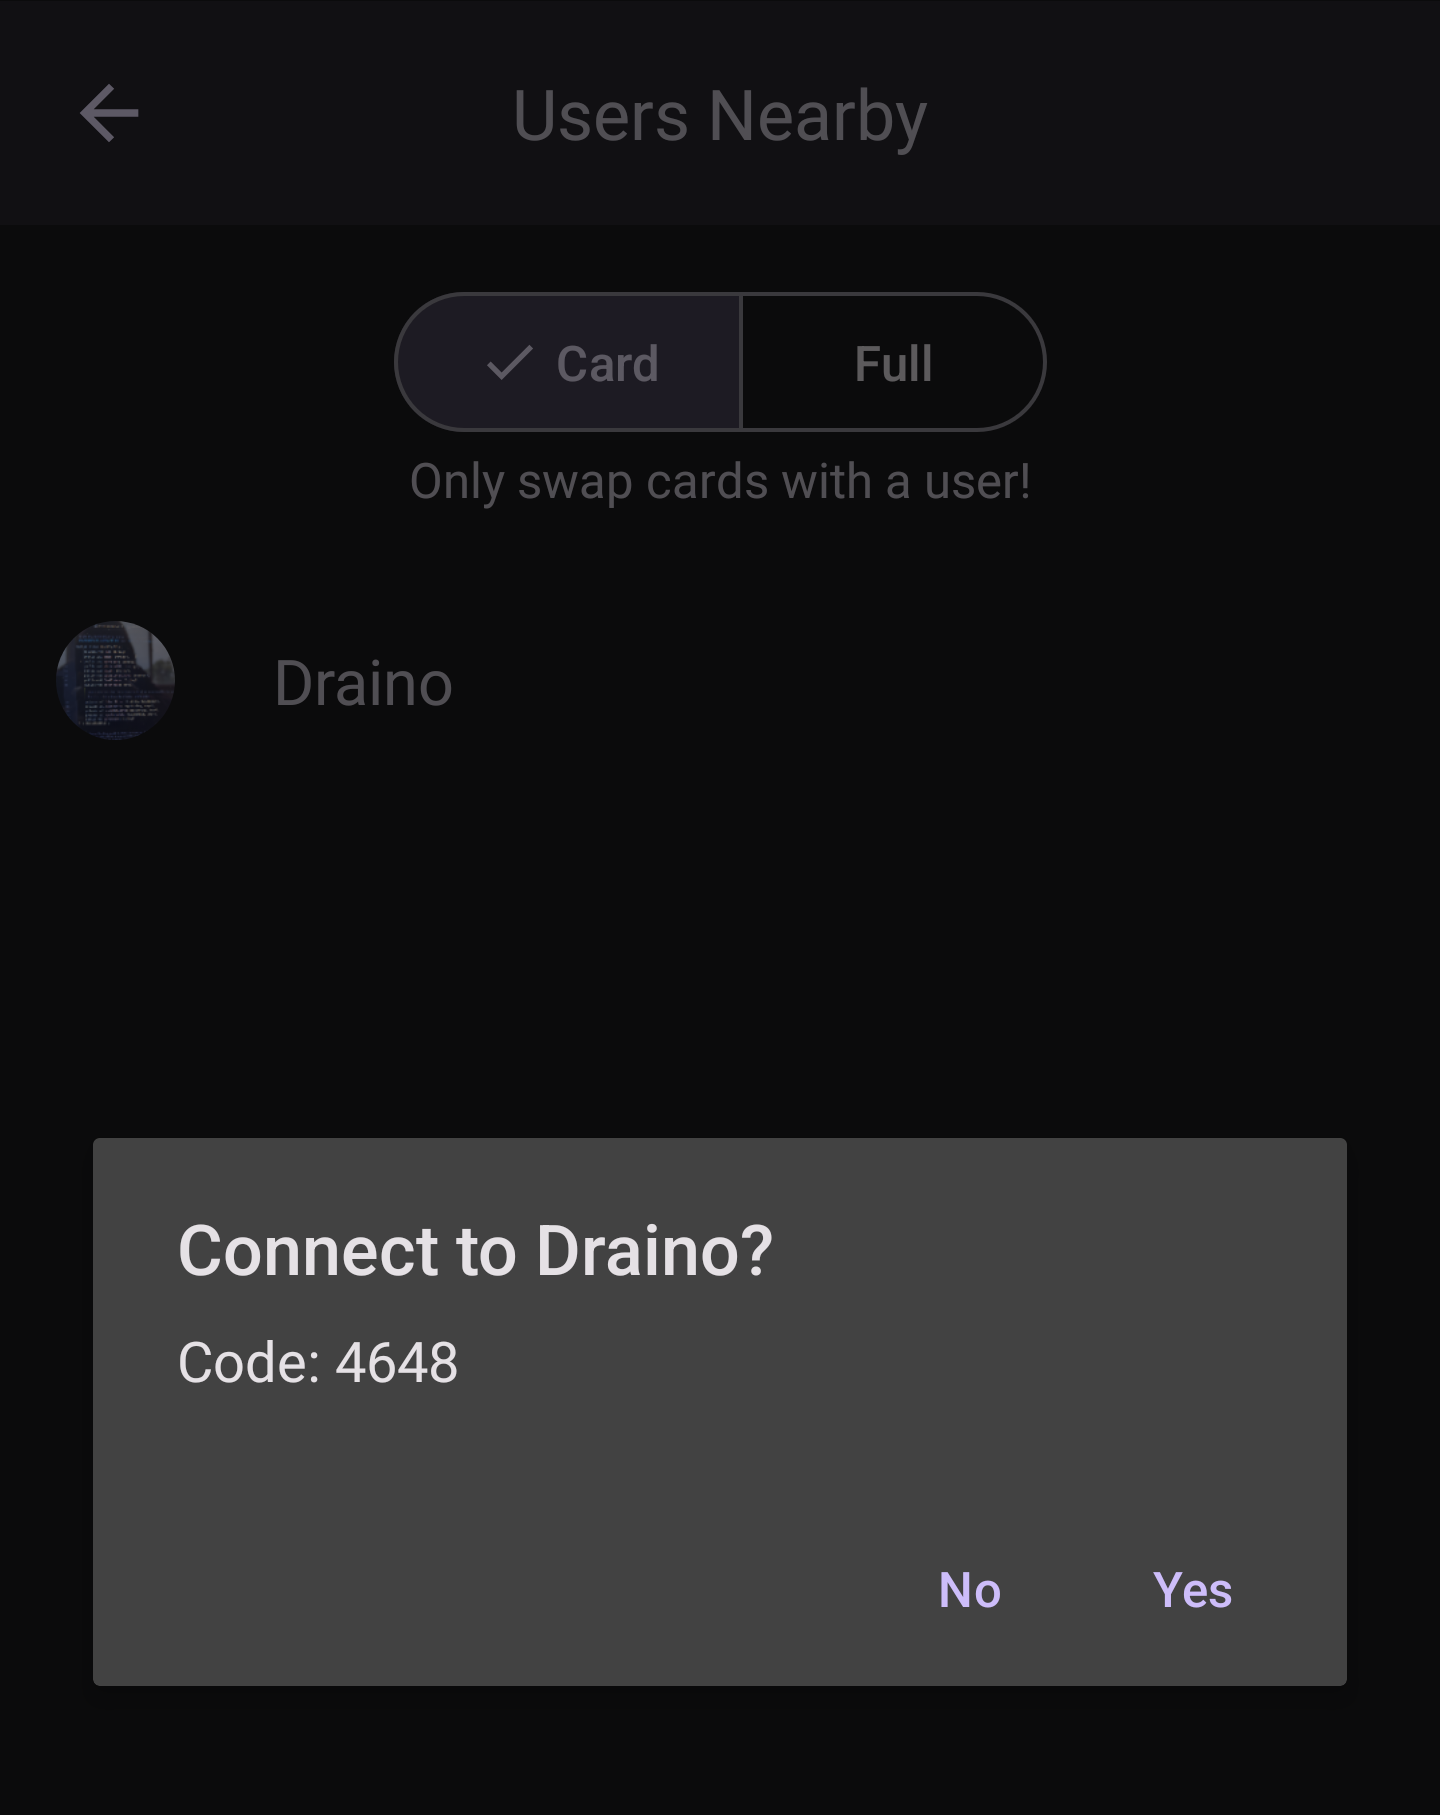 Users Nearby
Card
Full
Only swap cards with a user!
Draino
Connect to Draino?
Code: 4648
No
Yes